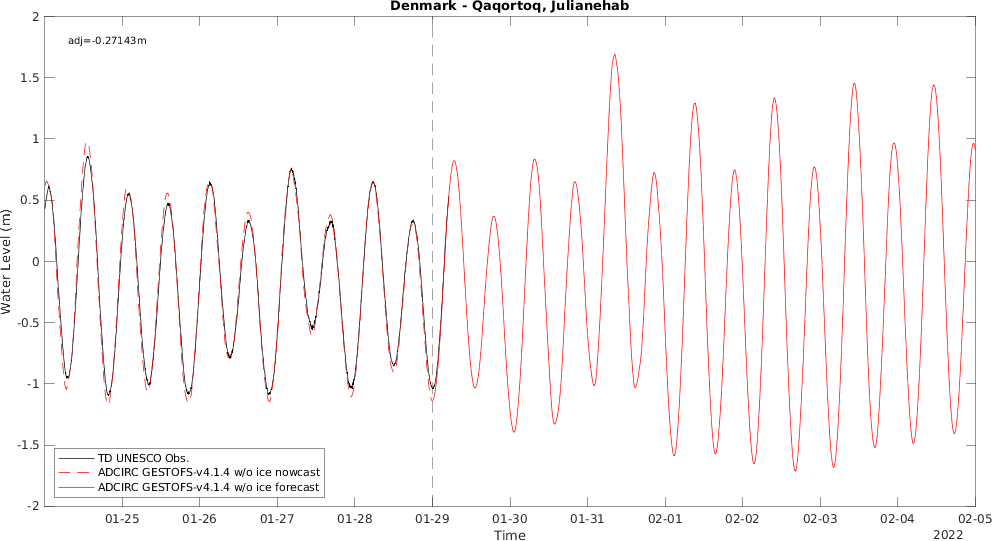 Denmark - Qaqortoq, Julianehab
adj=-0.27143m
Water Level (m)
2
1.5
1
0.5
0
-0.5
-1
-1.5
-2
TD UNESCO Obs.
ADCIRC GESTOFS-v4.1.4 w/o ice nowcast
ADCIRC GESTOFS-v4.1.4 w/o ice forecast
01-25 01-26 01-27 01-28 01-29 01-30 01-31 02-01 02-02 02-03 02-04 02-05
Time
2022